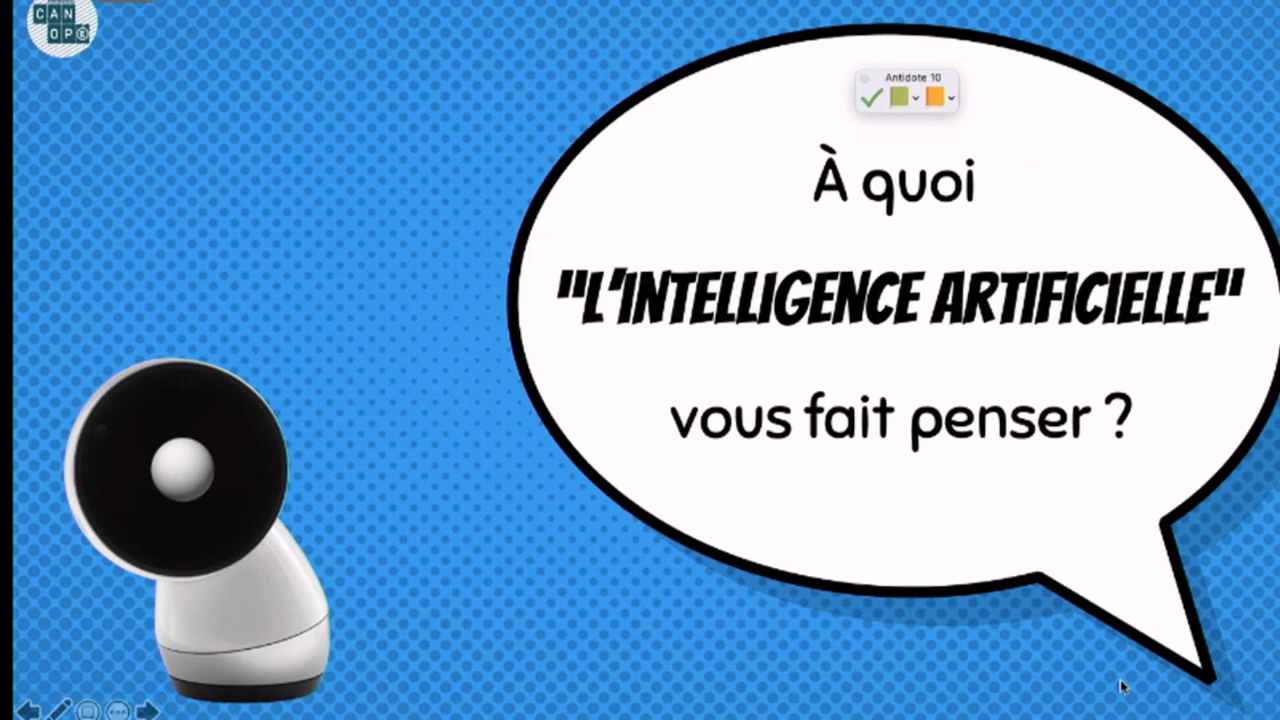 CAN
OPÉ
Antidote 10
À quoi
"L'INTELLIGENCE ARTIFICIELLE"
vous fait penser ?